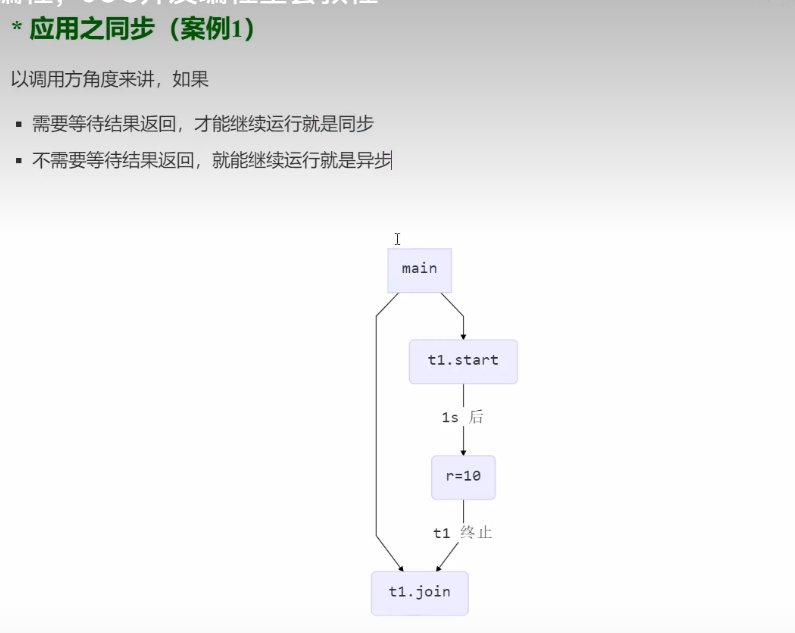 * 应用之同步（案例1）
以调用方角度来讲，如果
▪ 需要等待结果返回，才能继续运行就是同步
▪ 不需要等待结果返回，就能继续运行就是异步
main
t1.start
1s 后
r=10
t1 终止
t1.join